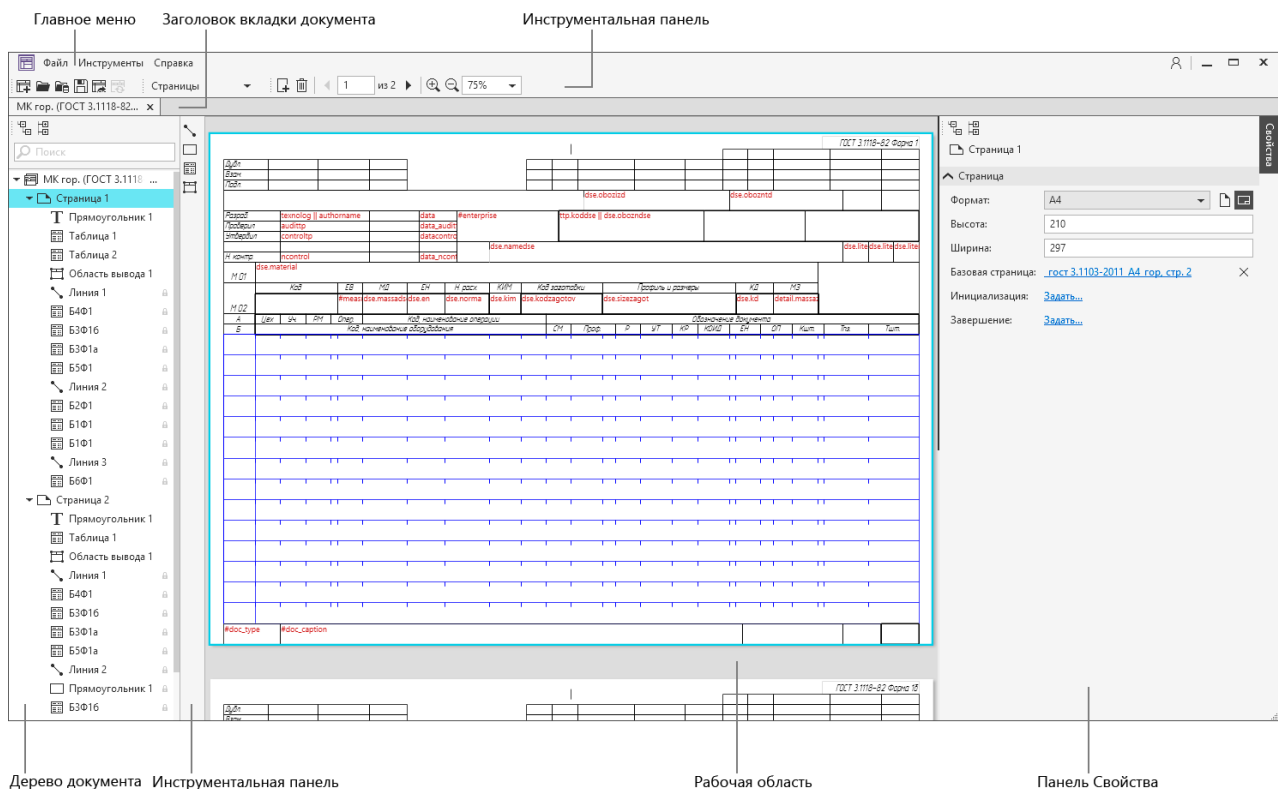 Главное меню
Заголовок вкладки документа
Инструментальная панель
Файл Инструменты Справка
Страницы
1 из 2
75%
МК гор. (ГОСТ 3.1118-82... x
Поиск
МК гор. (ГОСТ 3.1118 ...
Страница 1
Прямоугольник 1
Таблица 1
Таблица 2
Область вывода 1
Линия 1
Б4Ф1
Б3Ф1б
Б3Ф1а
Б5Ф1
Линия 2
Б2Ф1
Б1Ф1
Б1Ф1
Линия 3
Б6Ф1
Страница 2
Прямоугольник 1
Таблица 1
Область вывода 1
Линия 1
Б4Ф1
Б3Ф1б
Б3Ф1а
Б5Ф1а
Линия 2
Прямоугольник 1
Б3Ф1б
ГОСТ 3.1118-82 Форма 1
Дубл.
Взам.
Подл.
dse.obozizd dse.obozntd
Разраб texnolog || authorname data #enterprise ttp.koddse || dse.obozndse
Проверил audittp data_audit
Утвердил controltp datacontro
dse.namedse dse.lite dse.lite dse.lite
Н. контр. ncontrol data_ncont
М 01 dse.material
Код ЕВ МД ЕН Н. расх. КИМ Код заготовки Профиль и размеры КД МЗ
М 02 #meas dse.massads dse.en dse.norma dse.kim dse.kodzagotov dse.sizezagot dse.kd detail.massaz
А Цех Уч. РМ Опер. Код, наименование операции Обозначение документа
Б Код, наименование оборудования СМ Проф. Р УТ КР КОИД ЕН ОП Кшт. Тпз Тшт.
#doc_type #doc_caption
ГОСТ 3.1118-82 Форма 1б
Дубл.
Взам.
Свойства
Страница 1
Страница
Формат: A4
Высота: 210
Ширина: 297
Базовая страница: гост 3.1103-2011 А4 гор. стр. 2
Инициализация: Задать...
Завершение: Задать...
Дерево документа
Инструментальная панель
Рабочая область
Панель Свойства